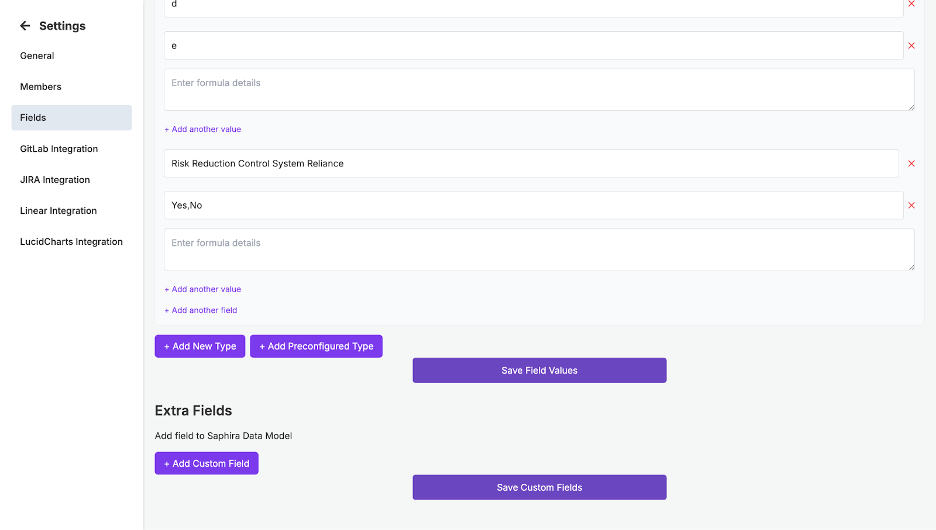 Settings
General
Members
Fields
GitLab Integration
JIRA Integration
Linear Integration
LucidCharts Integration
d
e
Enter formula details
+ Add another value
Risk Reduction Control System Reliance
Yes,No
Enter formula details
+ Add another value
+ Add another field
+ Add New Type
+ Add Preconfigured Type
Save Field Values
Extra Fields
Add field to Saphira Data Model
+ Add Custom Field
Save Custom Fields